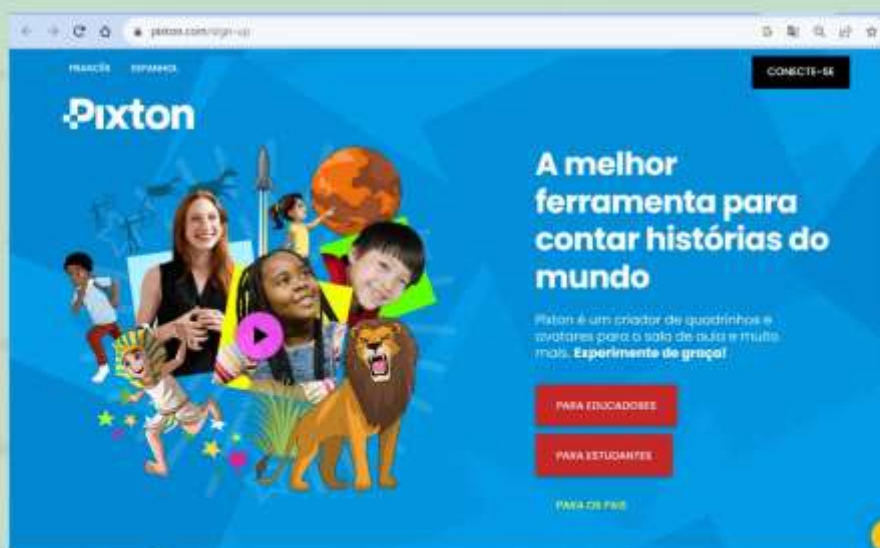 pixton.com/sign-up
FRANCÊS ESPANHOL
CONECTE-SE
Pixton
A melhor
ferramenta para
contar histórias do
mundo
Pixton é um criador de quadrinhos e
avatares para a sala de aula e muito
mais. Experimente de graça!
PARA EDUCADORES
PARA ESTUDANTES
PARA OS PAIS